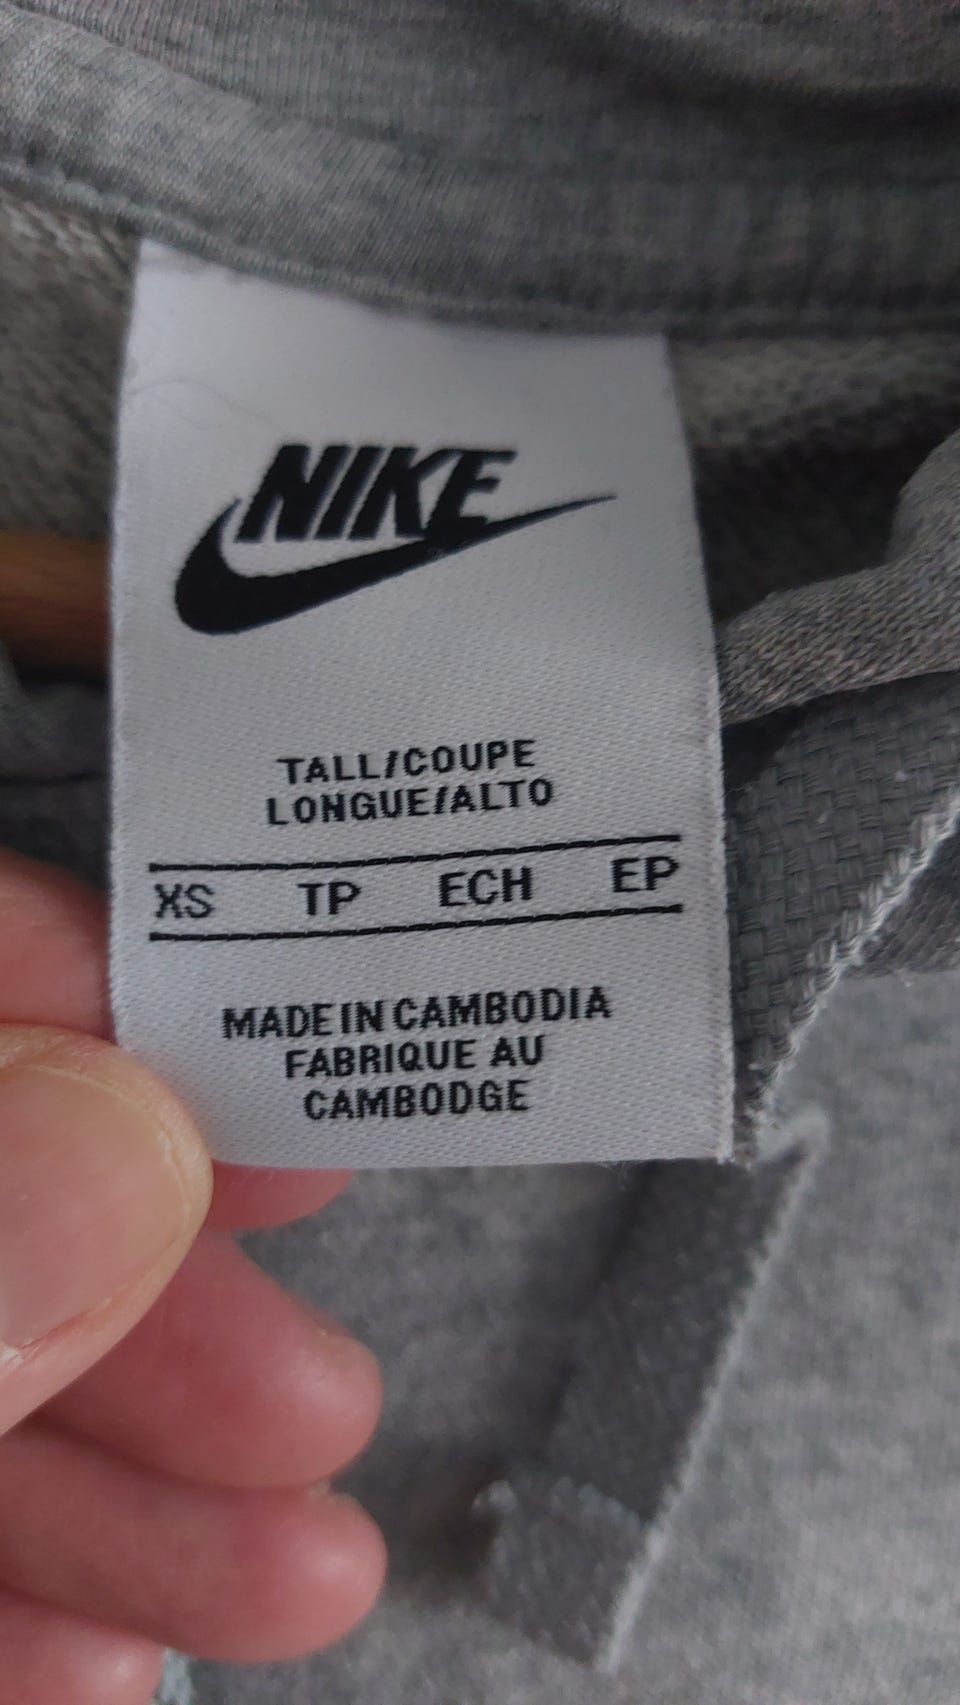 NIKE
TALL/COUPE
LONGUE/ALTO
XS TP ECH EP
MADE IN CAMBODIA
FABRIQUE AU
CAMBODGE